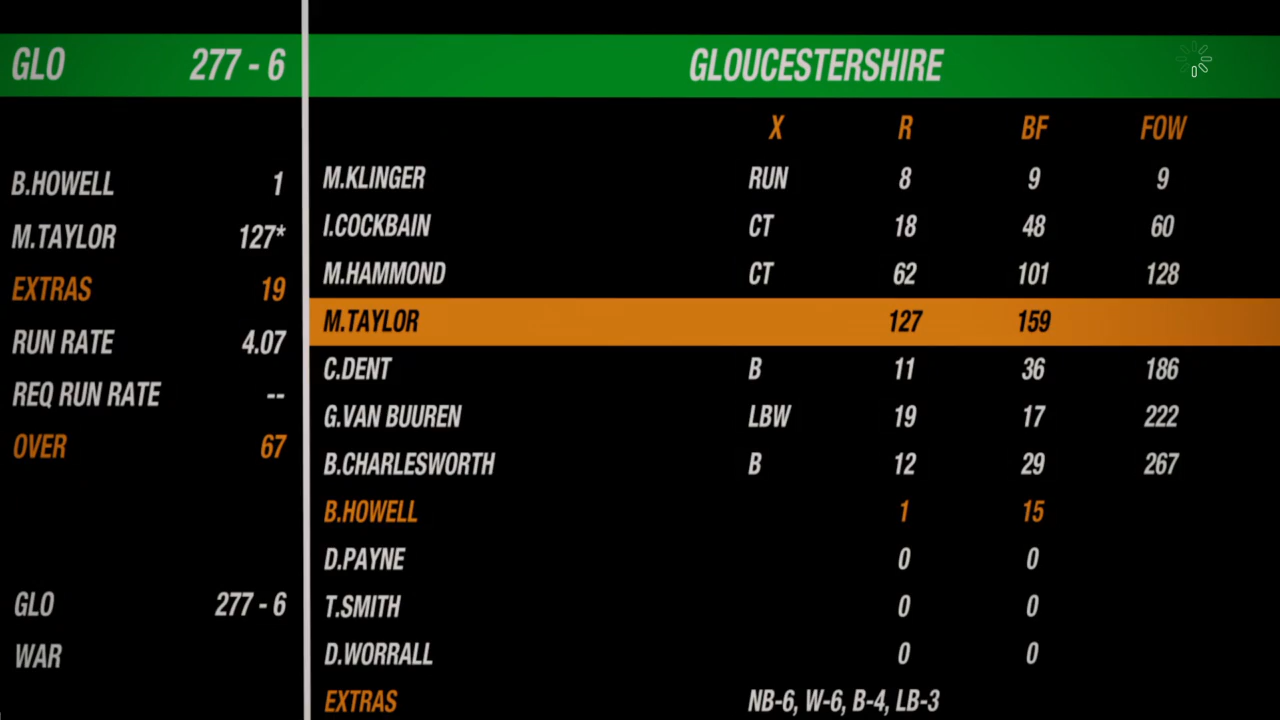 GLO 277 - 6
B.HOWELL 1
M.TAYLOR 127*
EXTRAS 19
RUN RATE 4.07
REQ RUN RATE --
OVER 67
GLO 277 - 6
WAR
GLOUCESTERSHIRE
X R BF FOW
M.KLINGER RUN 8 9 9
I.COCKBAIN CT 18 48 60
M.HAMMOND CT 62 101 128
M.TAYLOR 127 159
C.DENT B 11 36 186
G.VAN BUUREN LBW 19 17 222
B.CHARLESWORTH B 12 29 267
B.HOWELL 1 15
D.PAYNE 0 0
T.SMITH 0 0
D.WORRALL 0 0
EXTRAS NB-6, W-6, B-4, LB-3